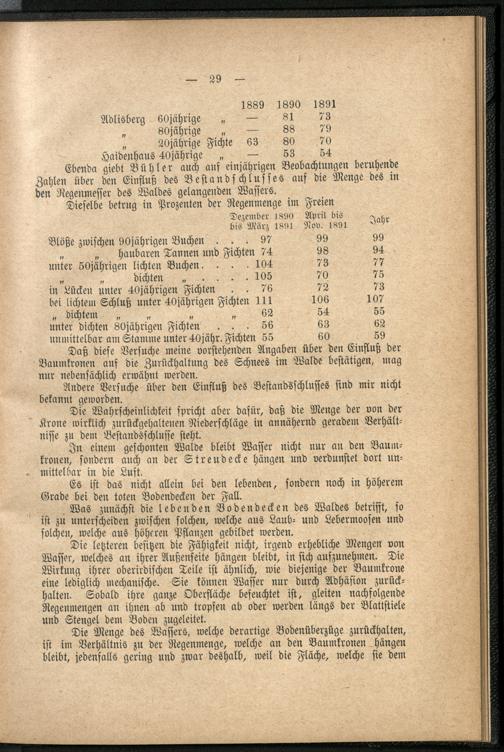 — 29 —
1889 1890 1891
Adlisberg 60jährige „ — 81 73
„ 80jährige „ — 88 79
„ 20jährige Fichte 63 80 70
Haidenhaus 40jährige „ — 53 54
Ebenda giebt Bühler auch auf einjährigen Beobachtungen beruhende
Zahlen über den Einfluß des Bestandschlusses auf die Menge des in
den Regenmesser des Waldes gelangenden Wassers.
Dieselbe betrug in Prozenten der Regenmenge im Freien
Dezember 1890 April bis Jahr
bis März 1891 Nov. 1891
Blöße zwischen 90jährigen Buchen . . . 97 99 99
„ „ haubaren Tannen und Fichten 74 98 94
unter 50jährigen lichten Buchen . . . . 104 73 77
„ „ dichten „ . . . . 105 70 75
in Lücken unter 40jährigen Fichten . . 76 72 73
bei lichtem Schluß unter 40jährigen Fichten 111 106 107
„ dichtem „ „ „ „ 62 54 55
unter dichten 80jährigen Fichten . . . 56 63 62
unmittelbar am Stamme unter 40jähr. Fichten 55 60 59
Daß diese Versuche meine vorstehenden Angaben über den Einfluß der
Baumkronen auf die Zurückhaltung des Schnees im Walde bestätigen, mag
nur nebensächlich erwähnt werden.
Andere Versuche über den Einfluß des Bestandschlusses sind mir nicht
bekannt geworden.
Die Wahrscheinlichkeit spricht aber dafür, daß die Menge der von der
Krone wirklich zurückgehaltenen Niederschläge in annähernd geradem Verhält-
nisse zu dem Bestandschlusse steht.
In einem geschonten Walde bleibt Wasser nicht nur an den Baum-
kronen, sondern auch an der Streudecke hängen und verdunstet dort un-
mittelbar in die Luft.
Es ist das nicht allein bei den lebenden, sondern noch in höherem
Grade bei den toten Bodendecken der Fall.
Was zunächst die lebenden Bodendecken des Waldes betrifft, so
ist zu unterscheiden zwischen solchen, welche aus Laub- und Lebermoosen und
solchen, welche aus höheren Pflanzen gebildet werden.
Die letzteren besitzen die Fähigkeit nicht, irgend erhebliche Mengen von
Wasser, welches an ihrer Außenseite hängen bleibt, in sich aufzunehmen. Die
Wirkung ihrer oberirdischen Teile ist ähnlich, wie diejenige der Baumkrone
eine lediglich mechanische. Sie können Wasser nur durch Adhäsion zurück-
halten. Sobald ihre ganze Oberfläche befeuchtet ist, gleiten nachfolgende
Regenmengen an ihnen ab und tropfen ab oder werden längs der Blattstiele
und Stengel dem Boden zugeleitet.
Die Menge des Wassers, welche derartige Bodenüberzüge zurückhalten,
ist im Verhältnis zu der Regenmenge, welche an den Baumkronen hängen
bleibt, jedenfalls gering und zwar deshalb, weil die Fläche, welche sie dem